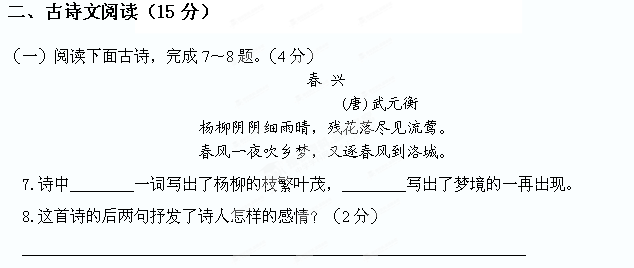 二、古诗文阅读（15 分）
（一）阅读下面古诗，完成7～8题。（4分）
春 兴
(唐)武元衡
杨柳阴阴细雨晴，残花落尽见流莺。
春风一夜吹乡梦，又逐春风到洛城。
7.诗中________一词写出了杨柳的枝繁叶茂，________写出了梦境的一再出现。
8.这首诗的后两句抒发了诗人怎样的感情？（2分）